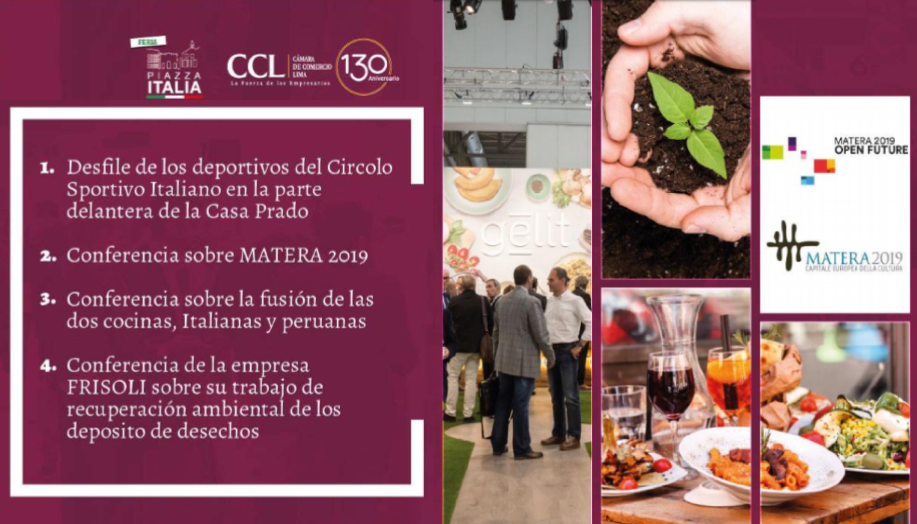 FERIA
PIAZZA
ITALIA
CCL
CÁMARA
DE COMERCIO
LIMA
La Fuerza de los Empresarios
130
Aniversario
1. Desfile de los deportivos del Circolo
Sportivo Italiano en la parte
delantera de la Casa Prado
2. Conferencia sobre MATERA 2019
3. Conferencia sobre la fusión de las
dos cocinas, Italianas y peruanas
4. Conferencia de la empresa
FRISOLI sobre su trabajo de
recuperación ambiental de los
deposito de desechos
gelit
MATERA 2019
OPEN FUTURE
MATERA 2019
CAPITALE EUROPEA DELLA CULTURA